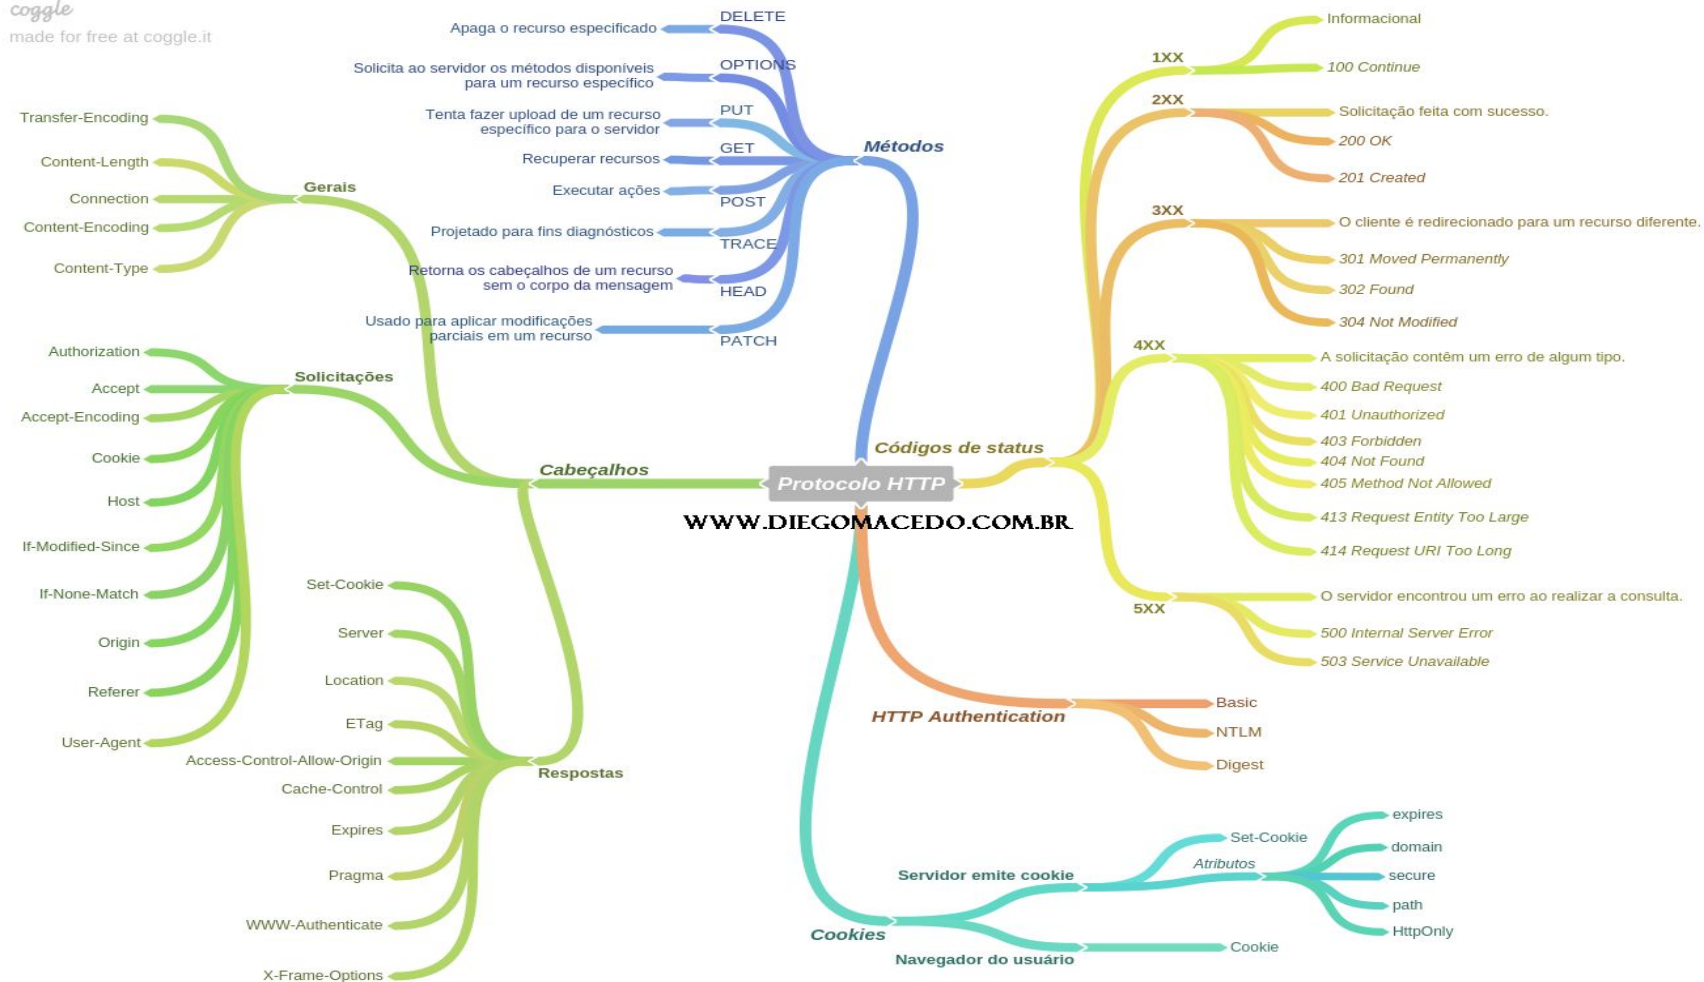 coggle
made for free at coggle.it
Protocolo HTTP
WWW.DIEGOMACEDO.COM.BR
Métodos
DELETE
Apaga o recurso especificado
OPTIONS
Solicita ao servidor os métodos disponíveis
para um recurso específico
PUT
Tenta fazer upload de um recurso
específico para o servidor
GET
Recuperar recursos
POST
Executar ações
TRACE
Projetado para fins diagnósticos
HEAD
Retorna os cabeçalhos de um recurso
sem o corpo da mensagem
PATCH
Usado para aplicar modificações
parciais em um recurso
Códigos de status
1XX
Informacional
100 Continue
2XX
Solicitação feita com sucesso.
200 OK
201 Created
3XX
O cliente é redirecionado para um recurso diferente.
301 Moved Permanently
302 Found
304 Not Modified
4XX
A solicitação contêm um erro de algum tipo.
400 Bad Request
401 Unauthorized
403 Forbidden
404 Not Found
405 Method Not Allowed
413 Request Entity Too Large
414 Request URI Too Long
5XX
O servidor encontrou um erro ao realizar a consulta.
500 Internal Server Error
503 Service Unavailable
HTTP Authentication
Basic
NTLM
Digest
Cookies
Servidor emite cookie
Set-Cookie
Atributos
expires
domain
secure
path
HttpOnly
Navegador do usuário
Cookie
Cabeçalhos
Gerais
Transfer-Encoding
Content-Length
Connection
Content-Encoding
Content-Type
Solicitações
Authorization
Accept
Accept-Encoding
Cookie
Host
If-Modified-Since
If-None-Match
Origin
Referer
User-Agent
Respostas
Set-Cookie
Server
Location
ETag
Access-Control-Allow-Origin
Cache-Control
Expires
Pragma
WWW-Authenticate
X-Frame-Options